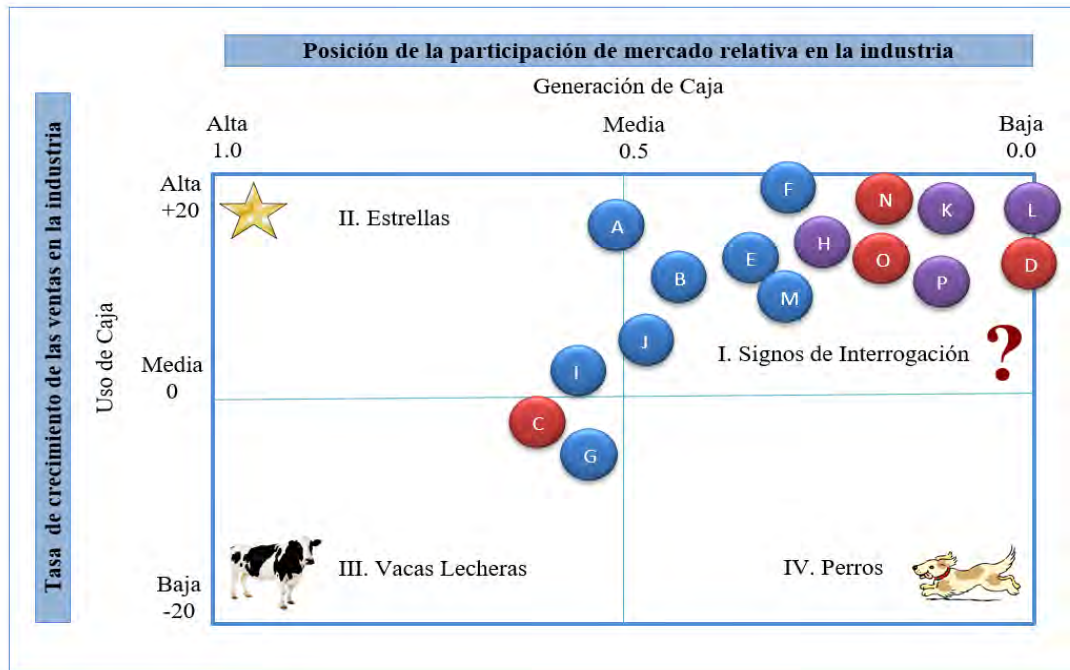 Posición de la participación de mercado relativa en la industria
Generación de Caja
Alta
1.0
Media
0.5
Baja
0.0
Tasa de crecimiento de las ventas en la industria
Uso de Caja
Alta
+20
Media
0
Baja
-20
II. Estrellas
I. Signos de Interrogación
?
III. Vacas Lecheras
IV. Perros
F
N
K
L
A
H
E
O
D
B
M
P
J
I
C
G